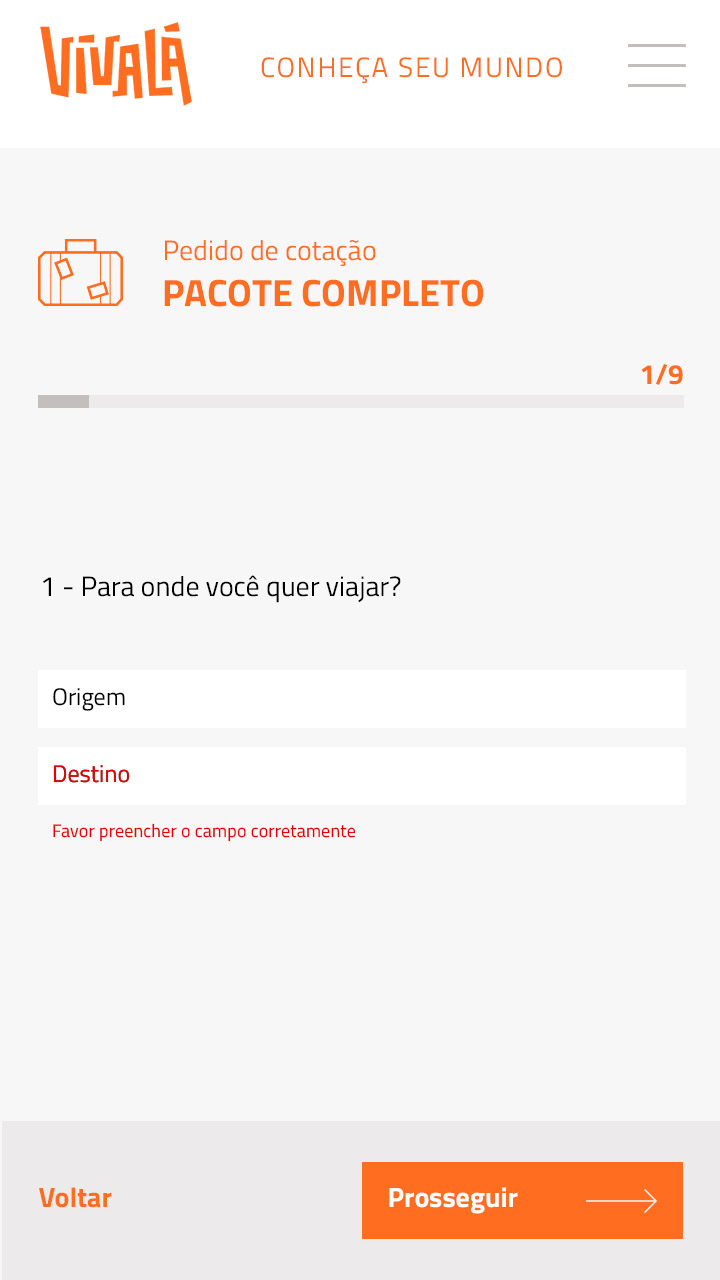 VIVALÁ
CONHEÇA SEU MUNDO
Pedido de cotação
PACOTE COMPLETO
1/9
1 - Para onde você quer viajar?
Origem
Destino
Favor preencher o campo corretamente
Voltar
Prosseguir